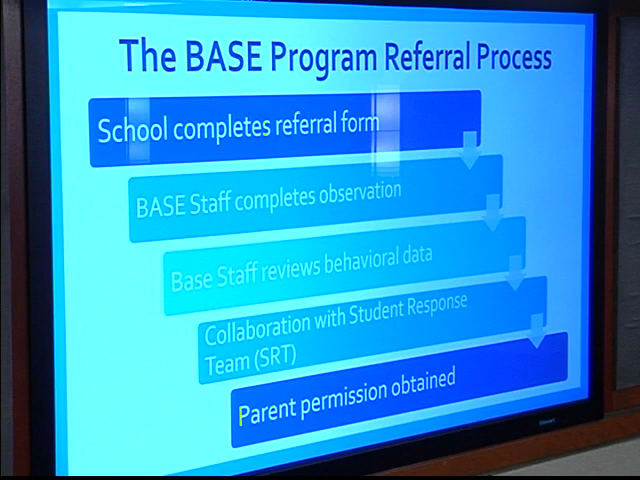 The BASE Program Referral Process
School completes referral form
BASE Staff completes observation
Base Staff reviews behavioral data
Collaboration with Student Response
Team (SRT)
Parent permission obtained